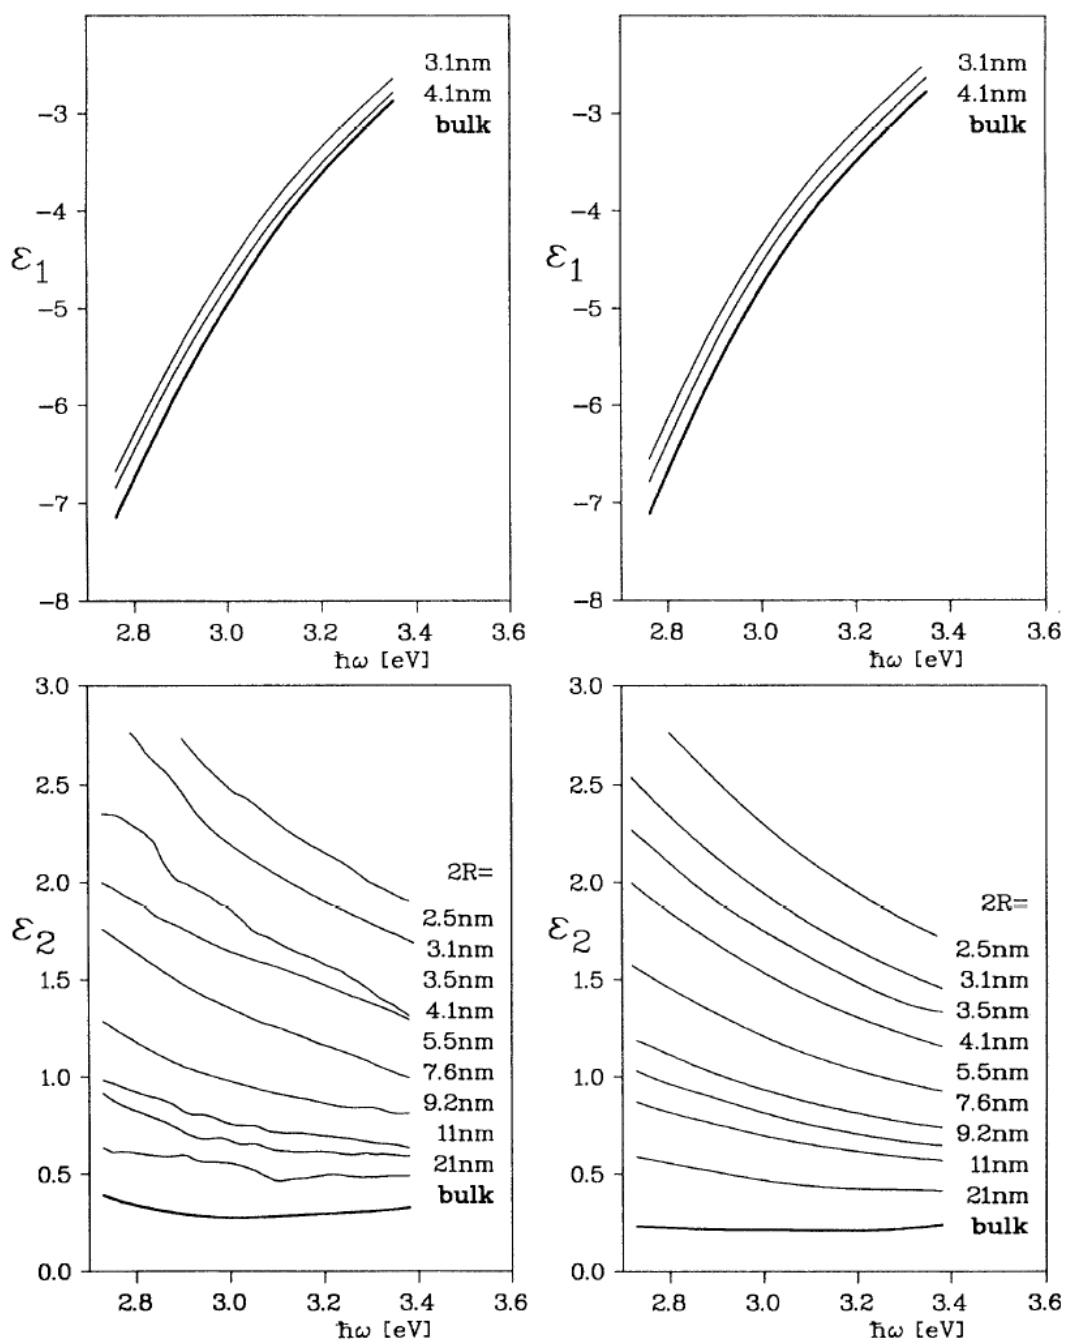 3.1nm
4.1nm
bulk
−3
−4
ε1
−5
−6
−7
−8
2.8
3.0
3.2
3.4
3.6
ħω [eV]
3.1nm
4.1nm
bulk
−3
−4
ε1
−5
−6
−7
−8
2.8
3.0
3.2
3.4
3.6
ħω [eV]
3.0
2.5
2.0
ε2
1.5
1.0
0.5
0.0
2R=
2.5nm
3.1nm
3.5nm
4.1nm
5.5nm
7.6nm
9.2nm
11nm
21nm
bulk
2.8
3.0
3.2
3.4
3.6
ħω [eV]
3.0
2.5
2.0
ε2
1.5
1.0
0.5
0.0
2R=
2.5nm
3.1nm
3.5nm
4.1nm
5.5nm
7.6nm
9.2nm
11nm
21nm
bulk
2.8
3.0
3.2
3.4
3.6
ħω [eV]